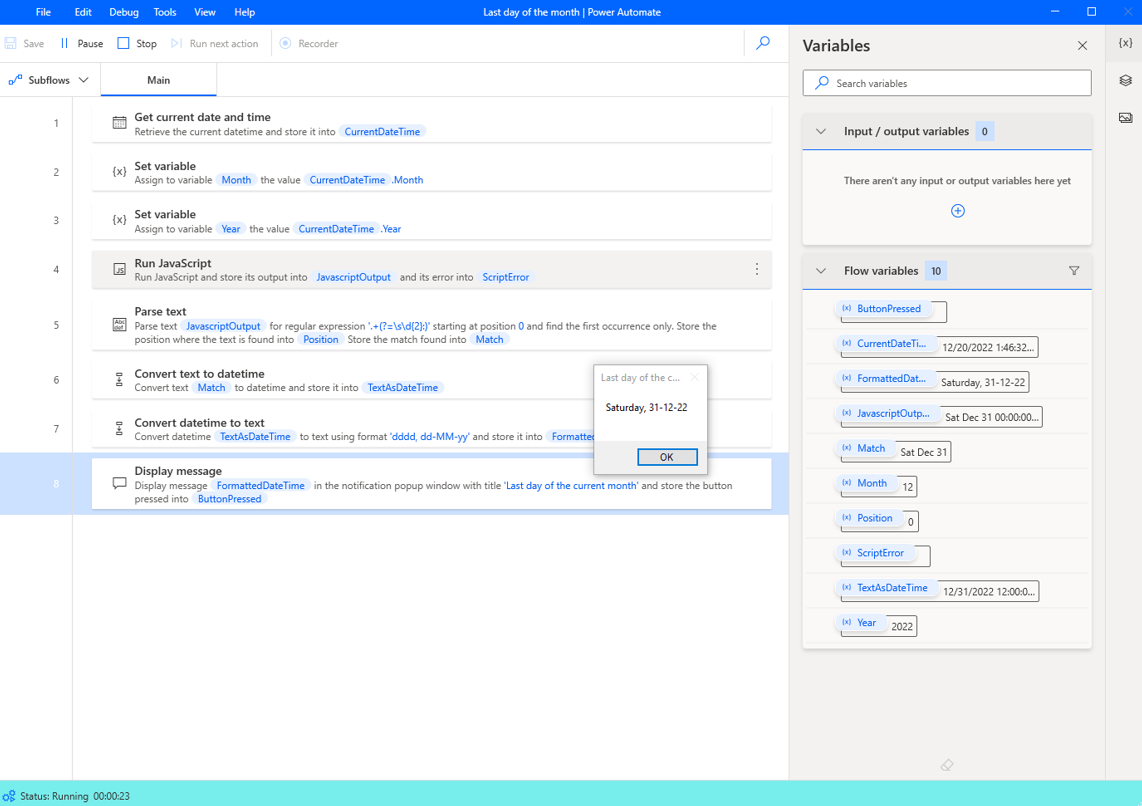 File Edit Debug Tools View Help Last day of the month | Power Automate
Save Pause Stop Run next action Recorder
Subflows Main
1 Get current date and time
Retrieve the current datetime and store it into CurrentDateTime
2 {x} Set variable
Assign to variable Month the value CurrentDateTime .Month
3 {x} Set variable
Assign to variable Year the value CurrentDateTime .Year
4 JS Run JavaScript
Run JavaScript and store its output into JavascriptOutput and its error into ScriptError
5 Abc def Parse text
Parse text JavascriptOutput for regular expression '.+(?=\s\d{2}:)' starting at position 0 and find the first occurrence only. Store the
position where the text is found into Position Store the match found into Match
6 Convert text to datetime
Convert text Match to datetime and store it into TextAsDateTime
7 Convert datetime to text
Convert datetime TextAsDateTime to text using format 'dddd, dd-MM-yy' and store it into Formatted
8 Display message
Display message FormattedDateTime in the notification popup window with title 'Last day of the current month' and store the button
pressed into ButtonPressed
Last day of the c...
Saturday, 31-12-22
OK
Variables
{x}
Search variables
Input / output variables 0
There aren't any input or output variables here yet
Flow variables 10
(x) ButtonPressed
(x) CurrentDateTi... 12/20/2022 1:46:32...
(x) FormattedDat... Saturday, 31-12-22
(x) JavascriptOutp... Sat Dec 31 00:00:00...
(x) Match Sat Dec 31
(x) Month 12
(x) Position 0
(x) ScriptError
(x) TextAsDateTime 12/31/2022 12:00:0...
(x) Year 2022
Status: Running 00:00:23